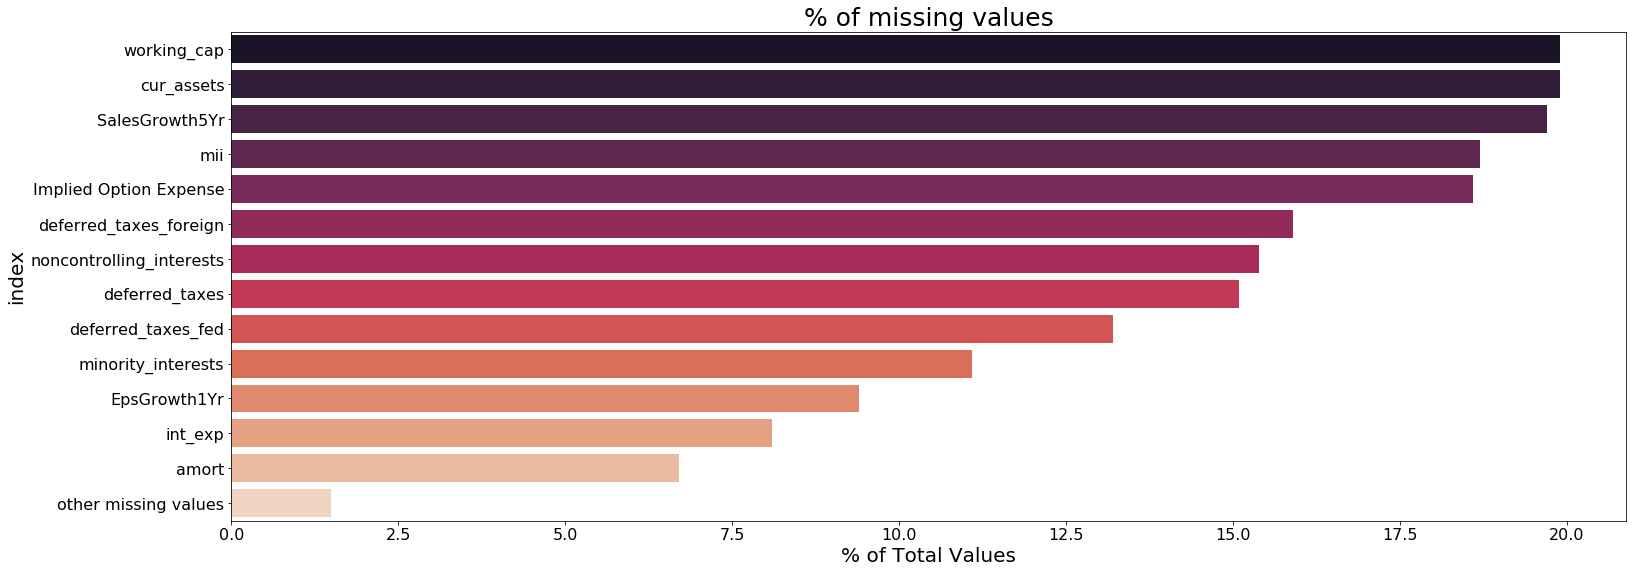 % of missing values
working_cap
cur_assets
SalesGrowth5Yr
mii
Implied Option Expense
deferred_taxes_foreign
noncontrolling_interests
deferred_taxes
deferred_taxes_fed
minority_interests
EpsGrowth1Yr
int_exp
amort
other missing values
index
0.0 2.5 5.0 7.5 10.0 12.5 15.0 17.5 20.0
% of Total Values